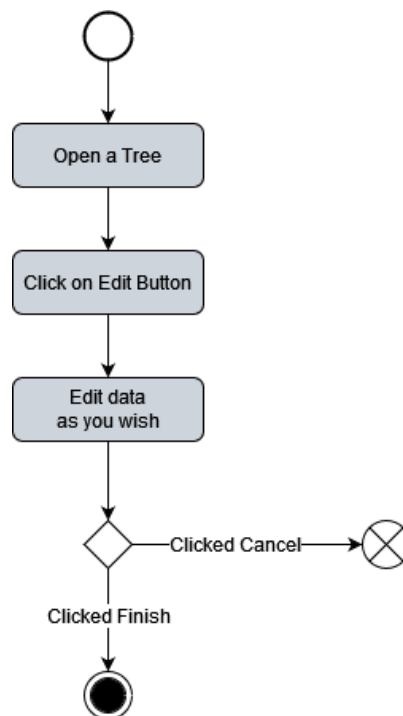 Open a Tree
Click on Edit Button
Edit data
as you wish
Clicked Cancel
Clicked Finish